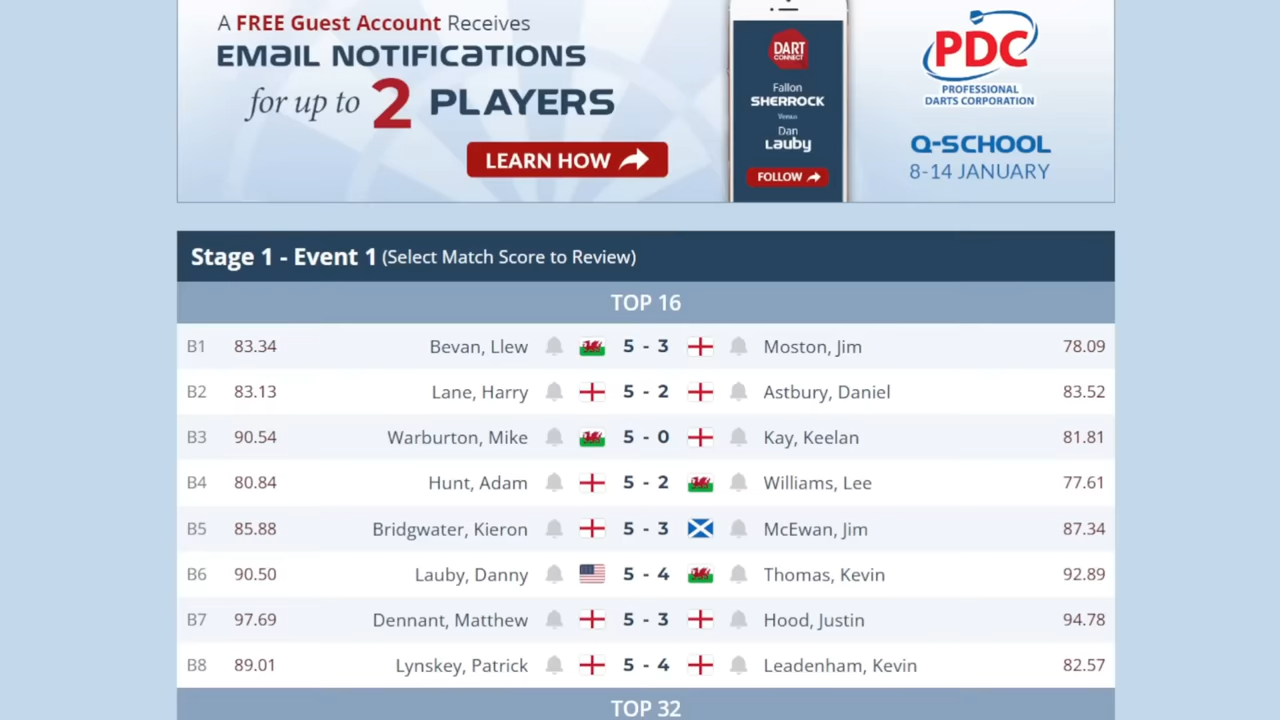 A FREE Guest Account Receives
EMAIL NOTIFICATIONS
for up to 2 PLAYERS
LEARN HOW
DART
CONNECT
Fallon
SHERROCK
Versus
Dan
Lauby
FOLLOW
PDC
PROFESSIONAL
DARTS CORPORATION
Q-SCHOOL
8-14 JANUARY
Stage 1 - Event 1 (Select Match Score to Review)
TOP 16
B1 83.34 Bevan, Llew 5 - 3 Moston, Jim 78.09
B2 83.13 Lane, Harry 5 - 2 Astbury, Daniel 83.52
B3 90.54 Warburton, Mike 5 - 0 Kay, Keelan 81.81
B4 80.84 Hunt, Adam 5 - 2 Williams, Lee 77.61
B5 85.88 Bridgwater, Kieron 5 - 3 McEwan, Jim 87.34
B6 90.50 Lauby, Danny 5 - 4 Thomas, Kevin 92.89
B7 97.69 Dennant, Matthew 5 - 3 Hood, Justin 94.78
B8 89.01 Lynskey, Patrick 5 - 4 Leadenham, Kevin 82.57
TOP 32